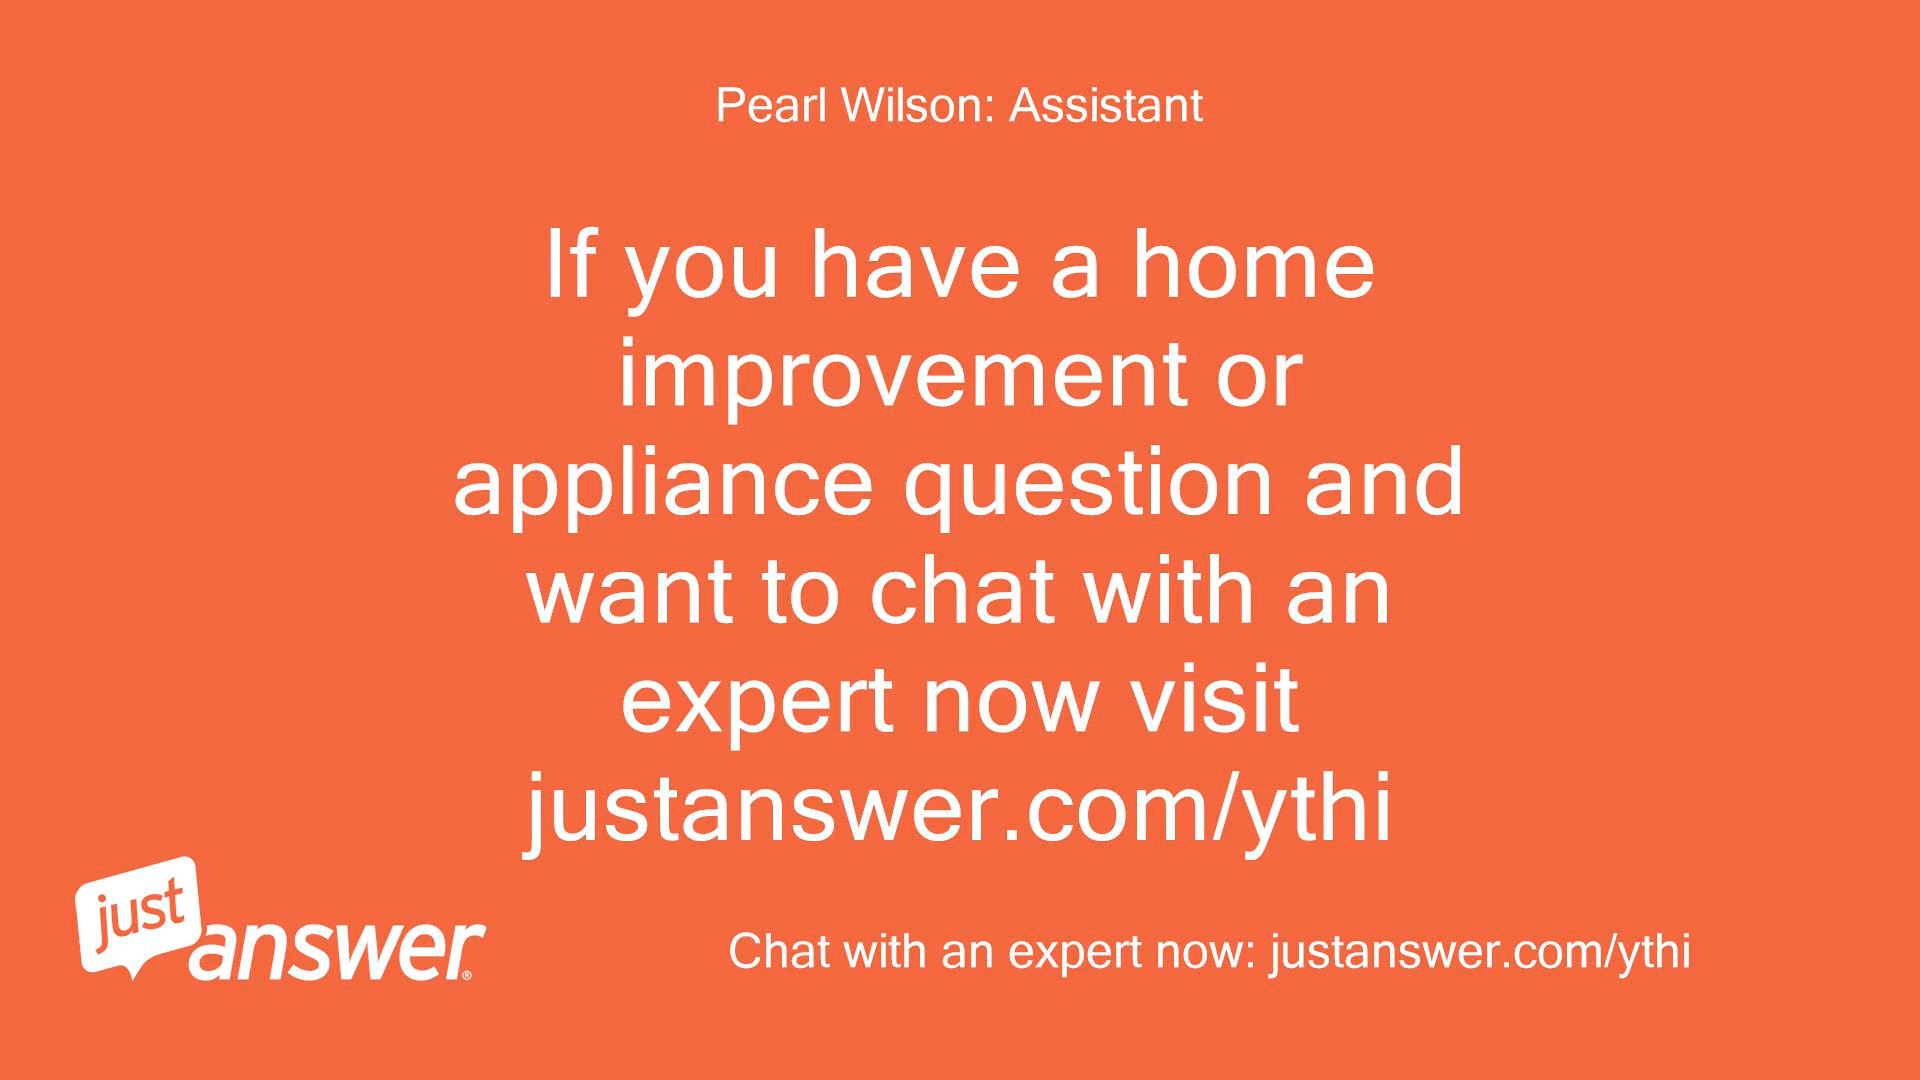 Pearl Wilson: Assistant
If you have a home
improvement or
appliance question and
want to chat with an
expert now visit
justanswer.com/ythi
just
answer®
Chat with an expert now: justanswer.com/ythi